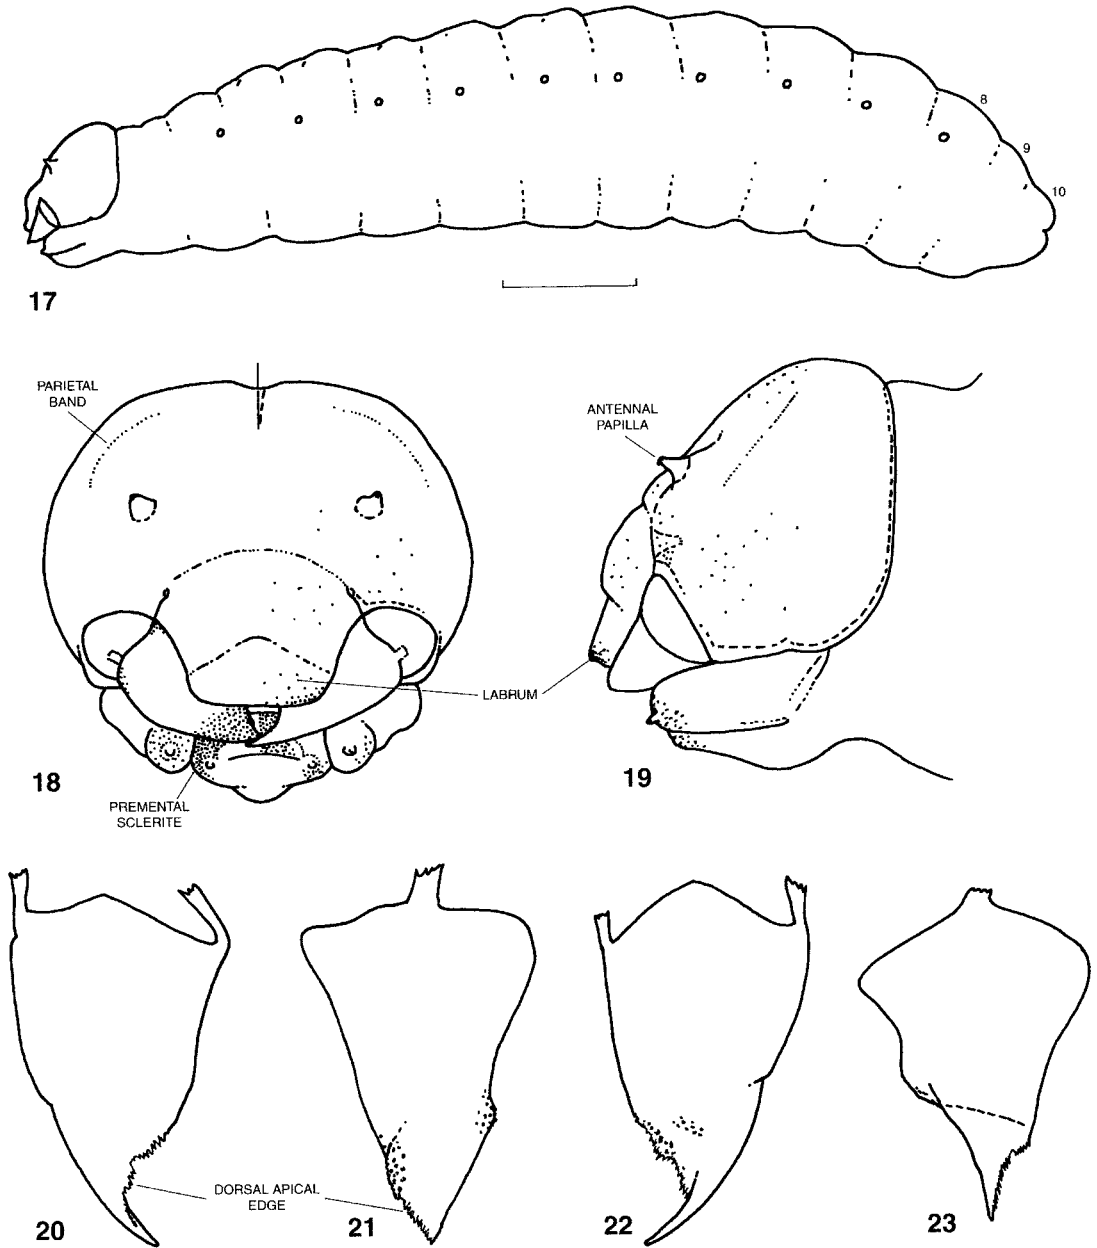 8
9
10
17
PARIETAL
BAND
ANTENNAL
PAPILLA
LABRUM
18
19
PREMENTAL
SCLERITE
DORSAL APICAL
EDGE
20
21
22
23